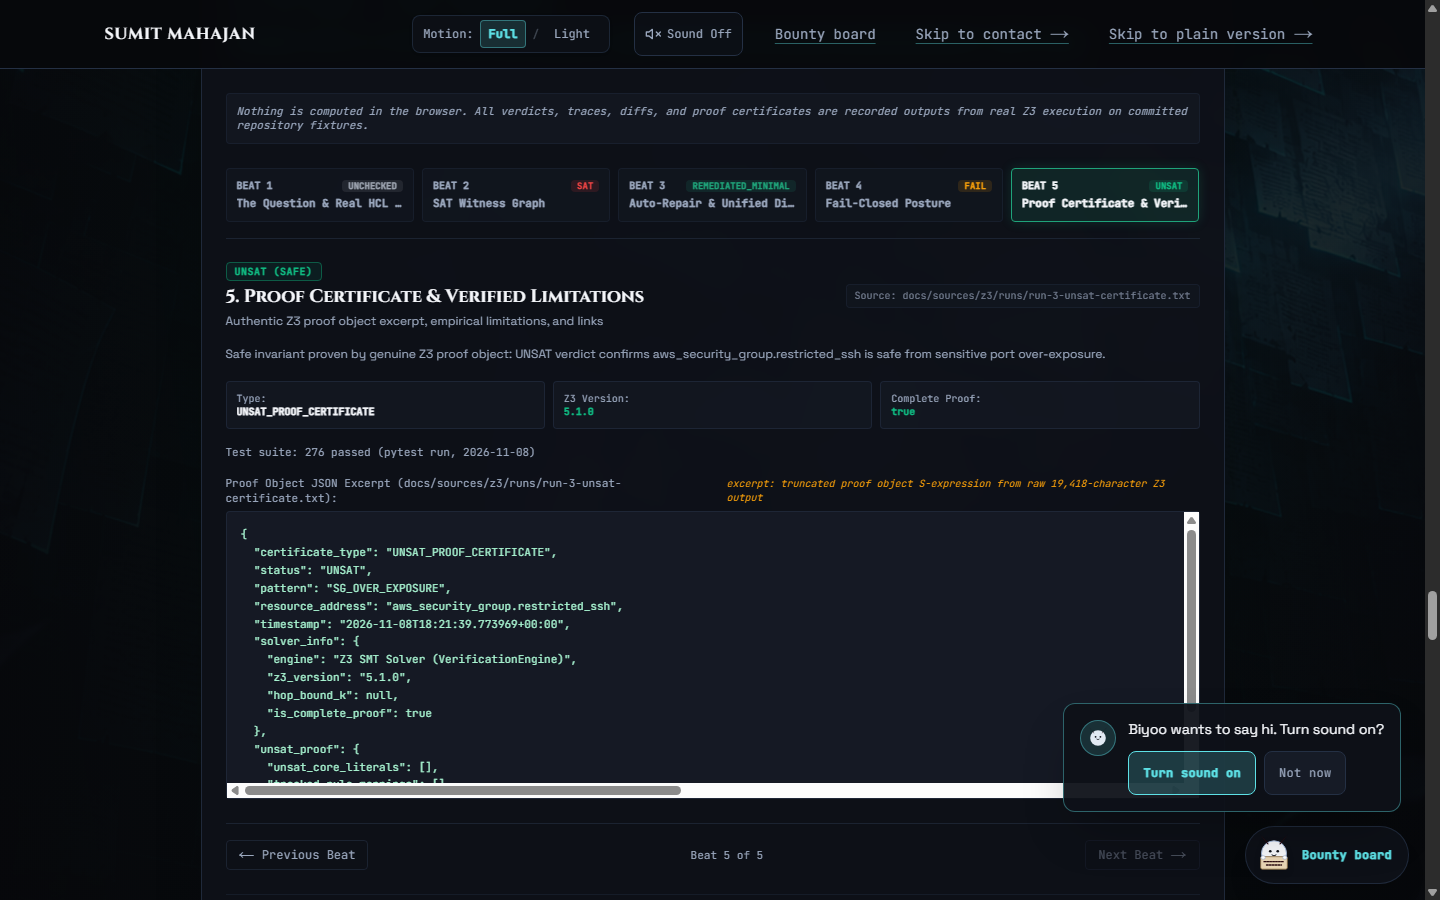 SUMIT MAHAJAN
Motion: Full / Light
Sound Off
Bounty board
Skip to contact →
Skip to plain version →
Nothing is computed in the browser. All verdicts, traces, diffs, and proof certificates are recorded outputs from real Z3 execution on committed
repository fixtures.
BEAT 1 UNCHECKED
The Question & Real HCL …
BEAT 2 SAT
SAT Witness Graph
BEAT 3 REMEDIATED_MINIMAL
Auto-Repair & Unified Di…
BEAT 4 FAIL
Fail-Closed Posture
BEAT 5 UNSAT
Proof Certificate & Veri…
UNSAT (SAFE)
5. Proof Certificate & Verified Limitations
Source: docs/sources/z3/runs/run-3-unsat-certificate.txt
Authentic Z3 proof object excerpt, empirical limitations, and links
Safe invariant proven by genuine Z3 proof object: UNSAT verdict confirms aws_security_group.restricted_ssh is safe from sensitive port over-exposure.
Type:
UNSAT_PROOF_CERTIFICATE
Z3 Version:
5.1.0
Complete Proof:
true
Test suite: 276 passed (pytest run, 2026-11-08)
Proof Object JSON Excerpt (docs/sources/z3/runs/run-3-unsat-
certificate.txt):
excerpt: truncated proof object S-expression from raw 19,418-character Z3
output
{
"certificate_type": "UNSAT_PROOF_CERTIFICATE",
"status": "UNSAT",
"pattern": "SG_OVER_EXPOSURE",
"resource_address": "aws_security_group.restricted_ssh",
"timestamp": "2026-11-08T18:21:39.773969+00:00",
"solver_info": {
"engine": "Z3 SMT Solver (VerificationEngine)",
"z3_version": "5.1.0",
"hop_bound_k": null,
"is_complete_proof": true
},
"unsat_proof": {
"unsat_core_literals": [],
Biyoo wants to say hi. Turn sound on?
Turn sound on
Not now
← Previous Beat
Beat 5 of 5
Next Beat →
Bounty board